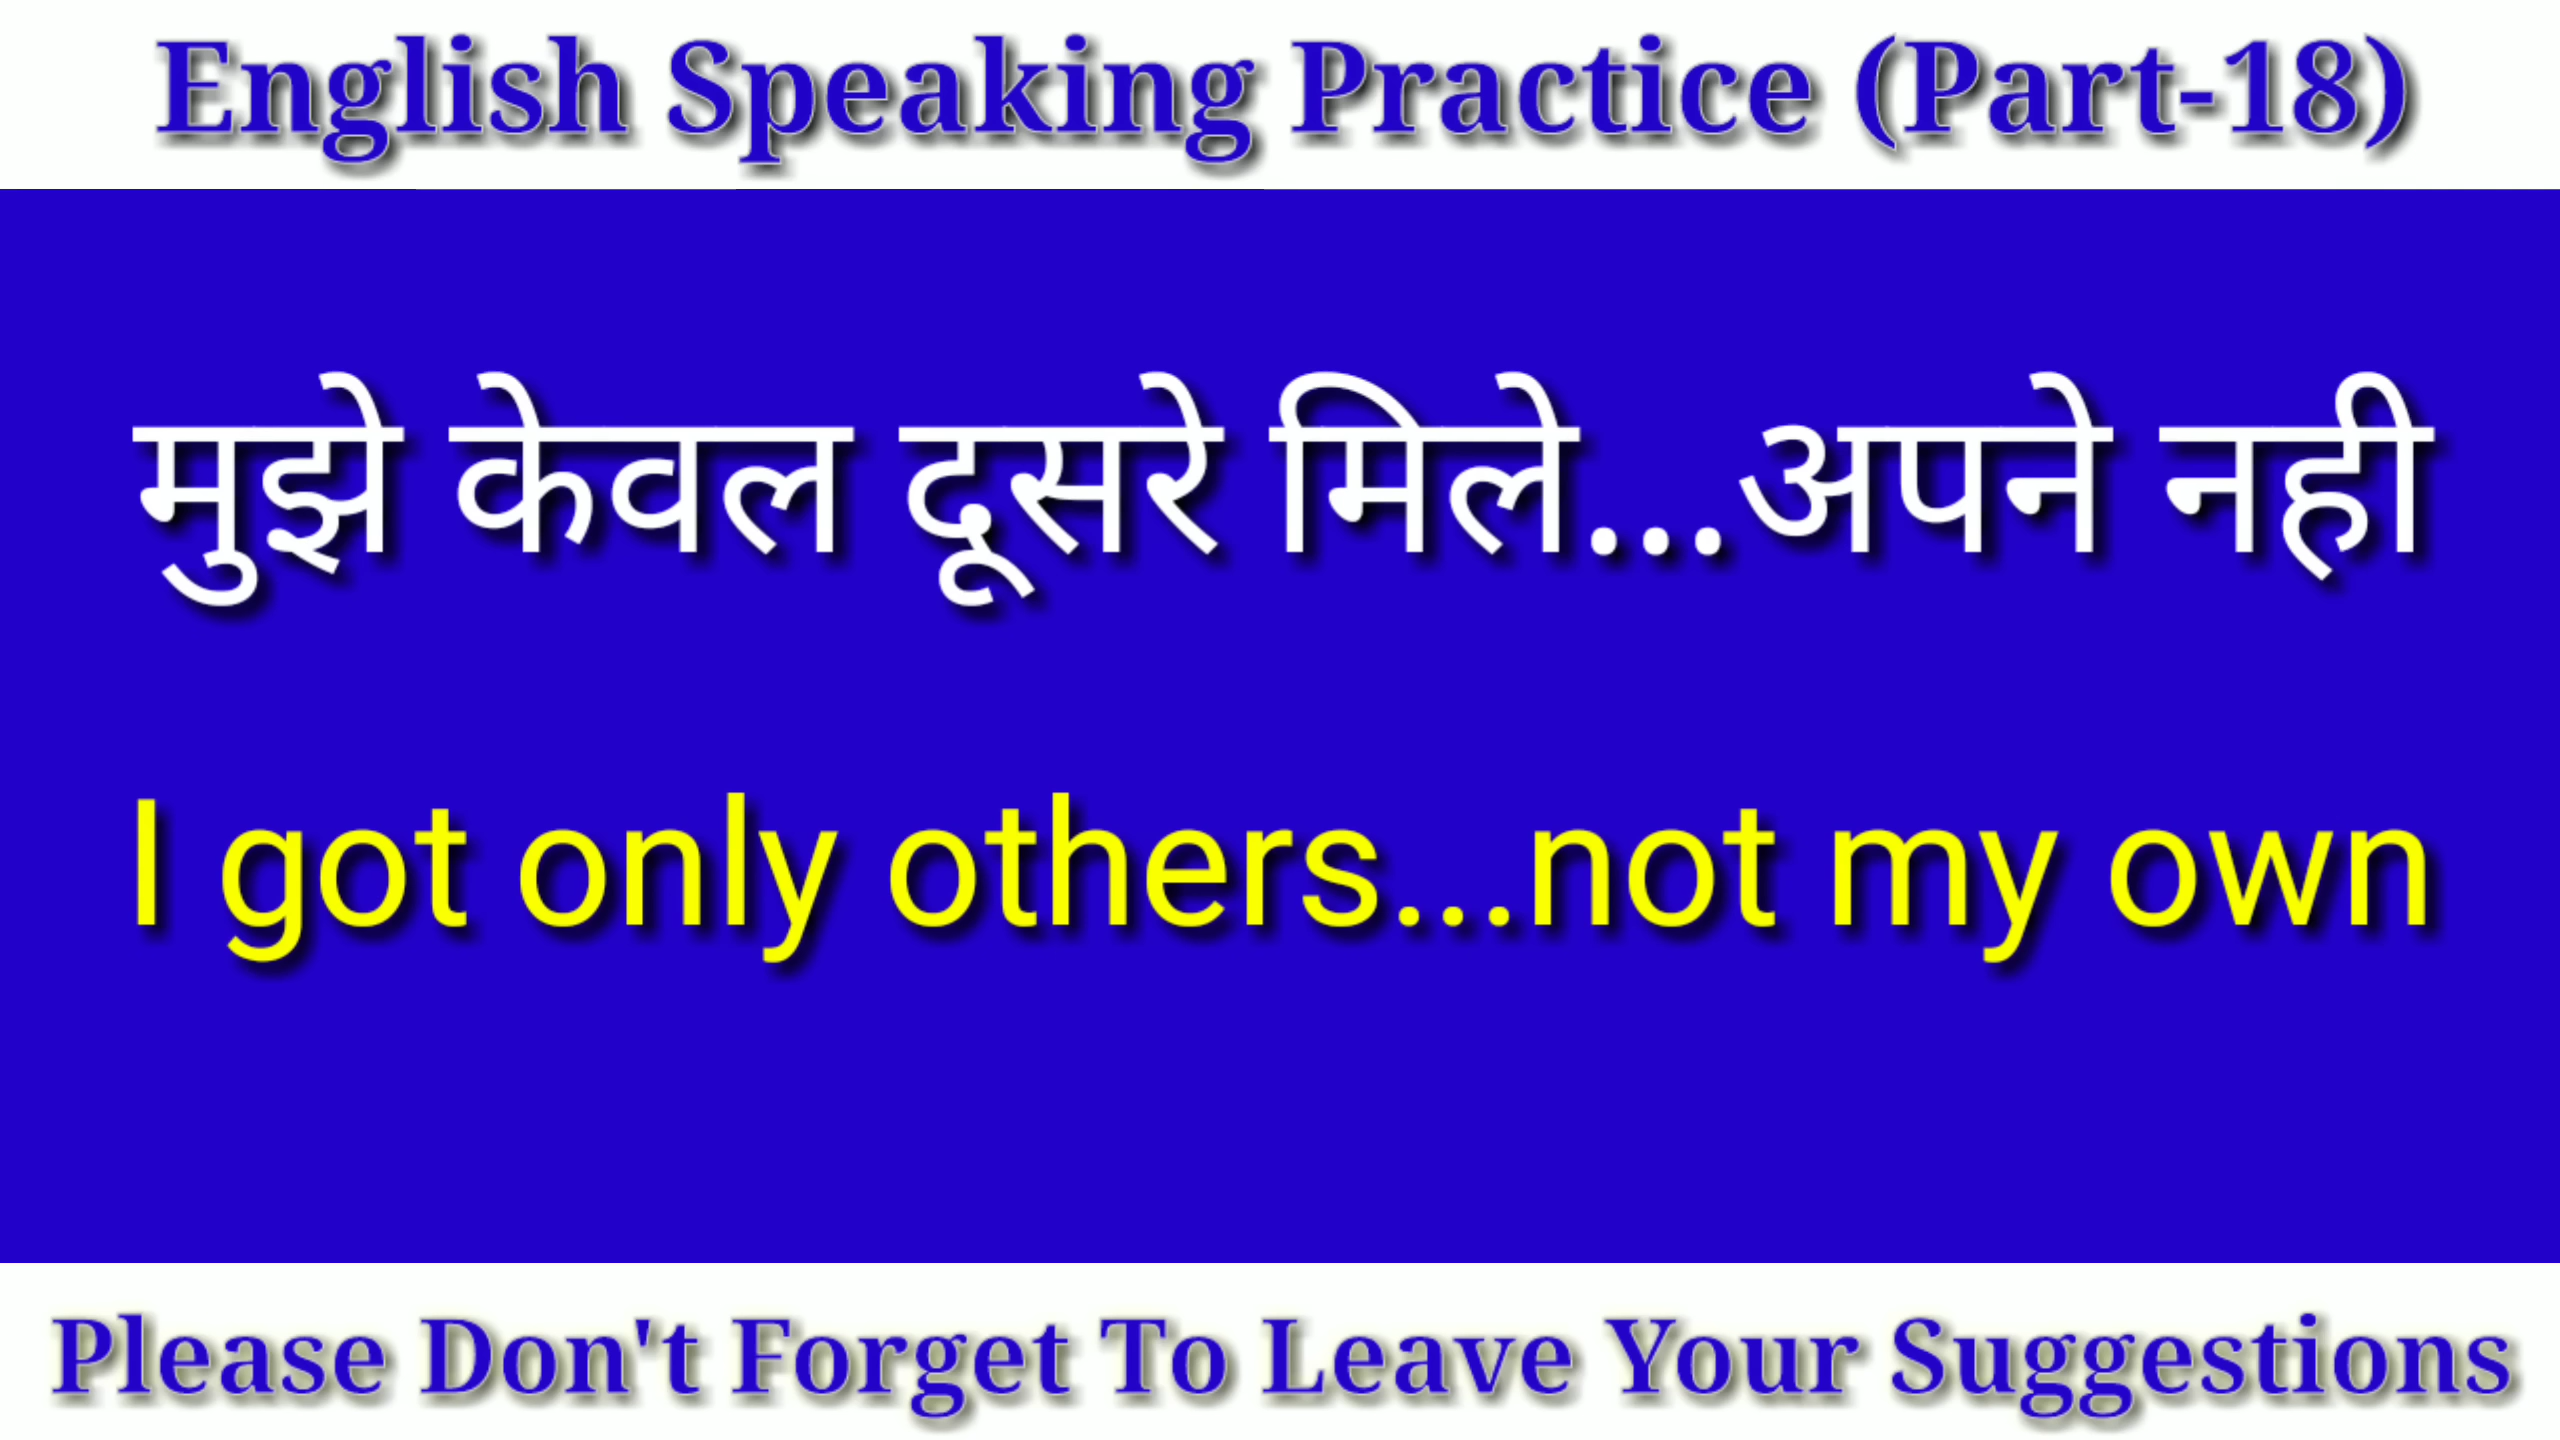 English Speaking Practice (Part-18)
मुझे केवल दूसरे मिले...अपने नही
I got only others...not my own
Please Don't Forget To Leave Your Suggestions